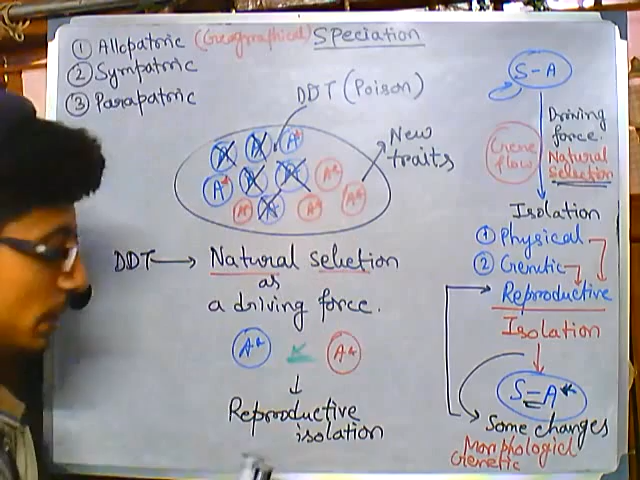 Speciation
① Allopatric (Geographical)
② Sympatric
③ Parapatric
DDT (Poison)
A A A*
A* A A A*
A* A A* A*
New
traits
DDT → Natural selection
as
a driving force.
A* A*
↓
Reproductive
isolation
S-A
Driving
force.
Natural
selection
Gene
flow
Isolation
① Physical
② Genetic
Reproductive
Isolation
S=A*
Some changes
Morphological
Genetic